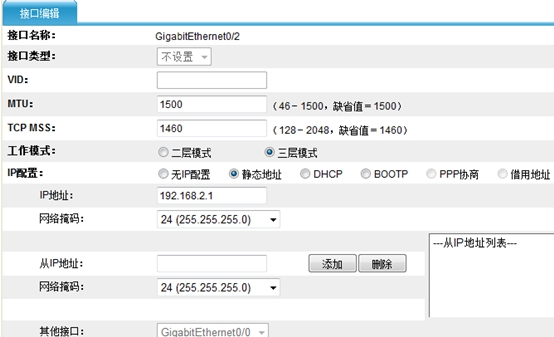 接口编辑
接口名称： GigabitEthernet0/2
接口类型： 不设置
VID：
MTU： 1500 （46－1500，缺省值＝1500）
TCP MSS： 1460 （128－2048，缺省值＝1460）
工作模式： 二层模式 三层模式
IP配置： 无IP配置 静态地址 DHCP BOOTP PPP协商 借用地址
IP地址： 192.168.2.1
网络掩码： 24 (255.255.255.0)
---从IP地址列表---
从IP地址： 添加 删除
网络掩码： 24 (255.255.255.0)
其他接口： GigabitEthernet0/0